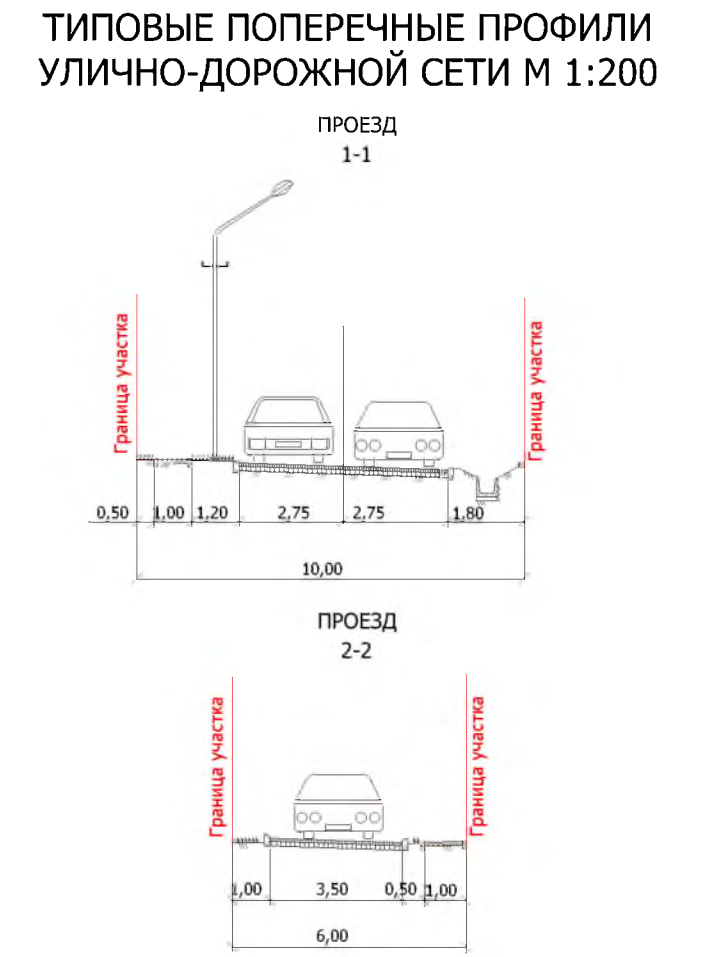 ТИПОВЫЕ ПОПЕРЕЧНЫЕ ПРОФИЛИ
УЛИЧНО-ДОРОЖНОЙ СЕТИ М 1:200
ПРОЕЗД
1-1
Граница участка
Граница участка
0,50 1,00 1,20 2,75 2,75 1,80
10,00
ПРОЕЗД
2-2
Граница участка
Граница участка
1,00 3,50 0,50 1,00
6,00